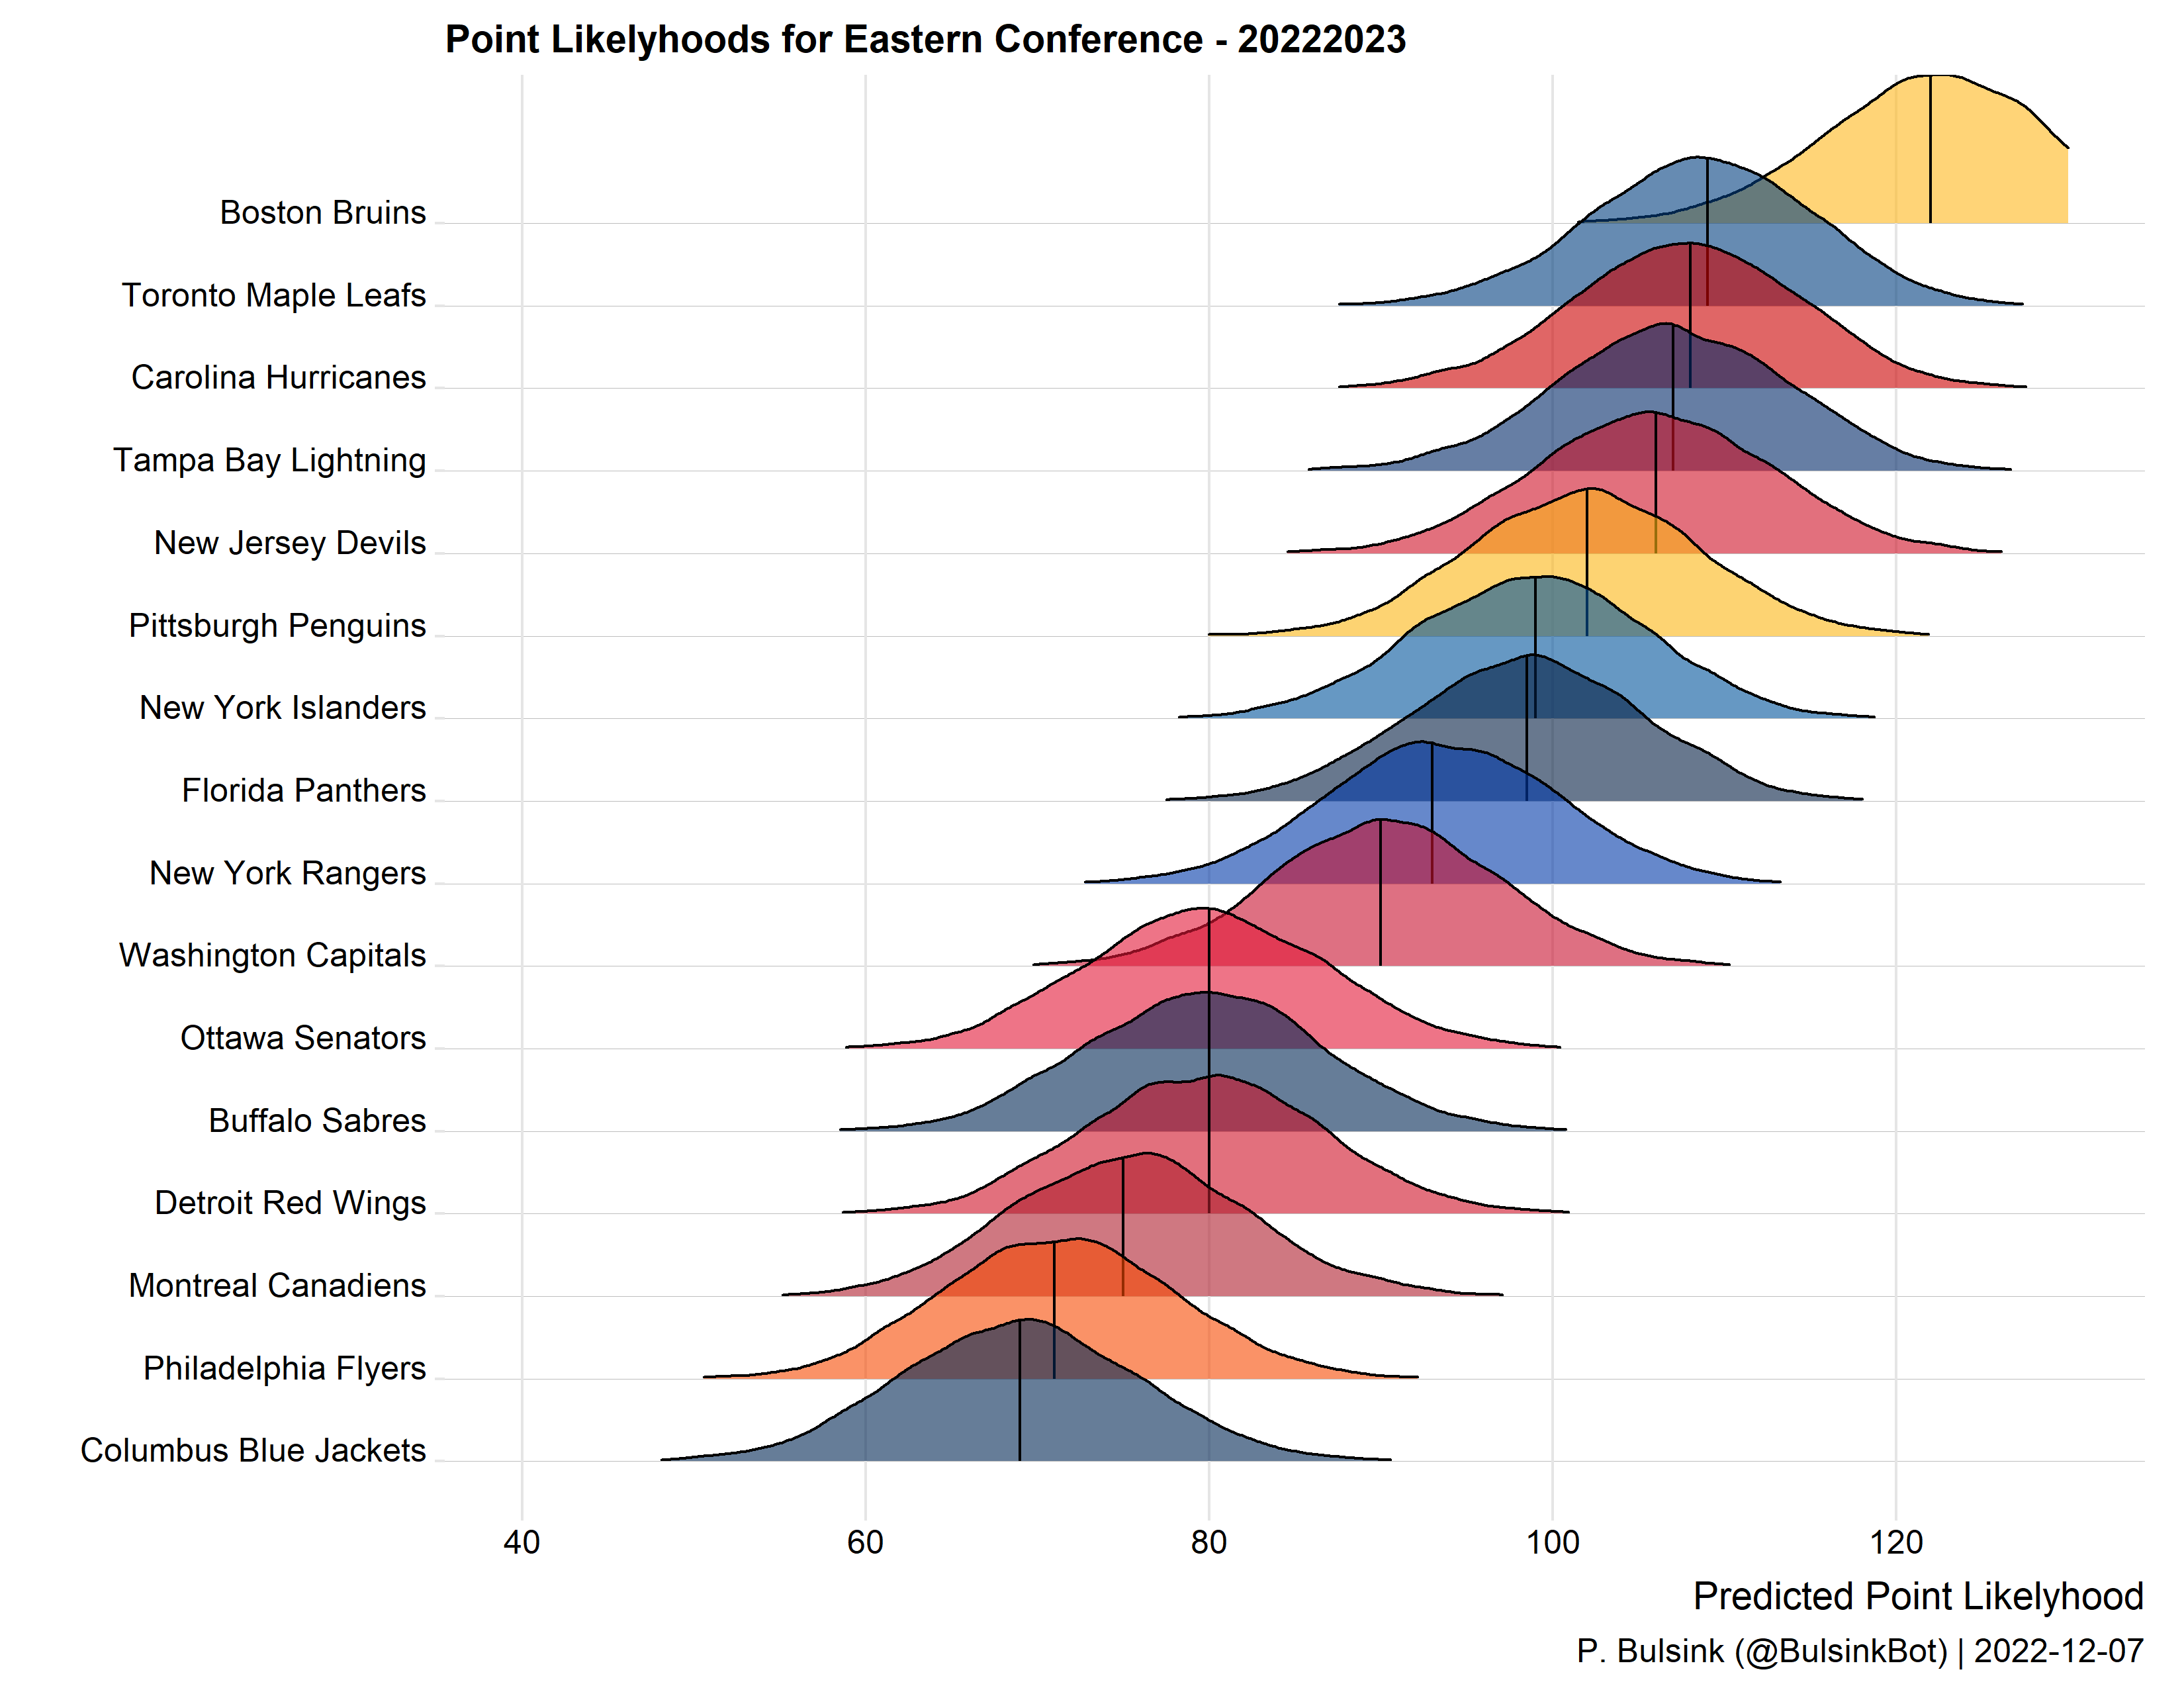 Point Likelyhoods for Eastern Conference - 20222023
Boston Bruins
Toronto Maple Leafs
Carolina Hurricanes
Tampa Bay Lightning
New Jersey Devils
Pittsburgh Penguins
New York Islanders
Florida Panthers
New York Rangers
Washington Capitals
Ottawa Senators
Buffalo Sabres
Detroit Red Wings
Montreal Canadiens
Philadelphia Flyers
Columbus Blue Jackets
40 60 80 100 120
Predicted Point Likelyhood
P. Bulsink (@BulsinkBot) | 2022-12-07